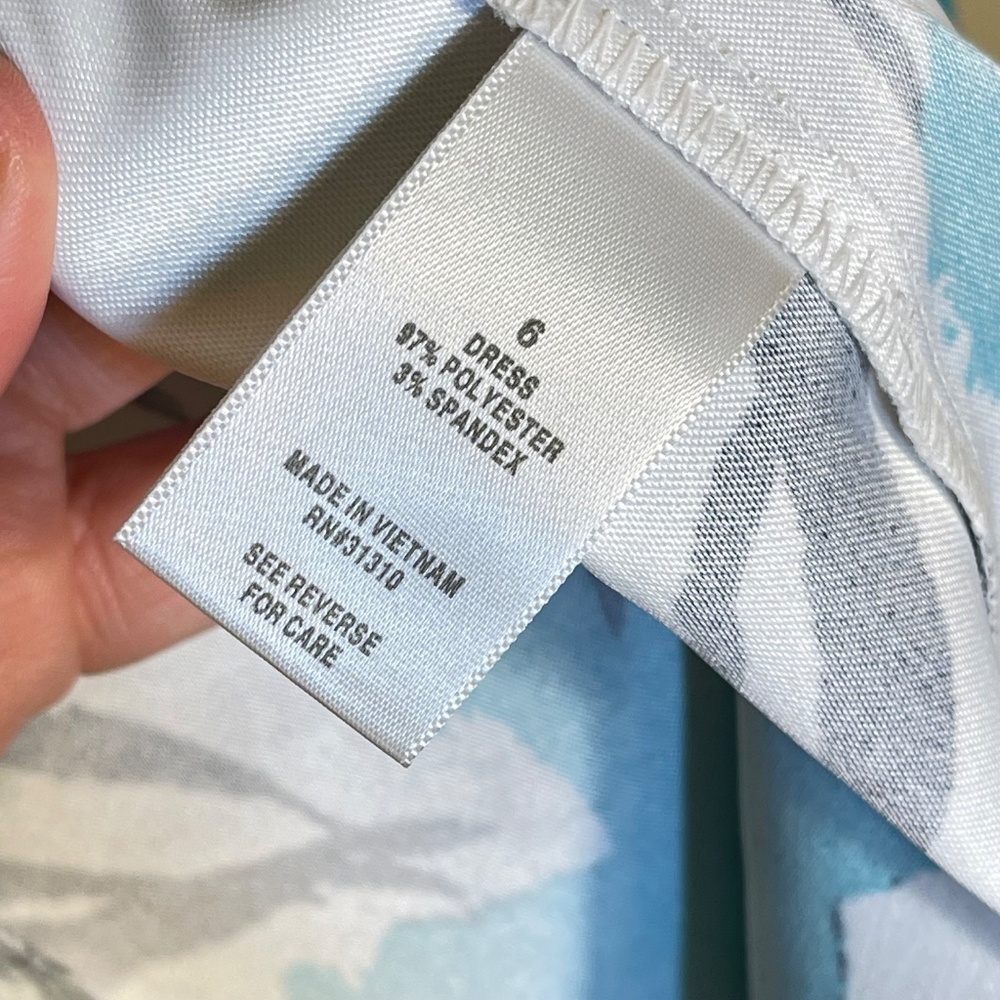 6
DRESS
97% POLYESTER
3% SPANDEX
MADE IN VIETNAM
RN#31310
SEE REVERSE
FOR CARE